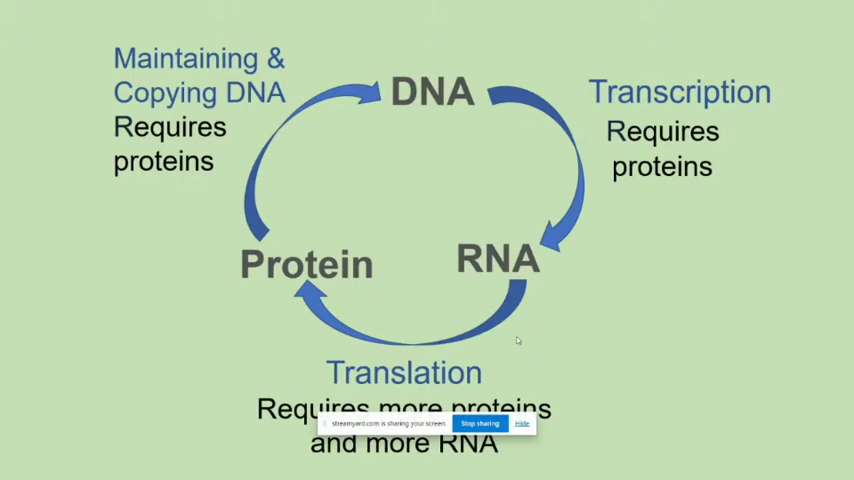 Maintaining &
Copying DNA
Requires
proteins
DNA
Transcription
Requires
proteins
Protein
RNA
Translation
Requires more proteins
streamyard.com is sharing your screen.
Stop sharing
Hide
and more RNA